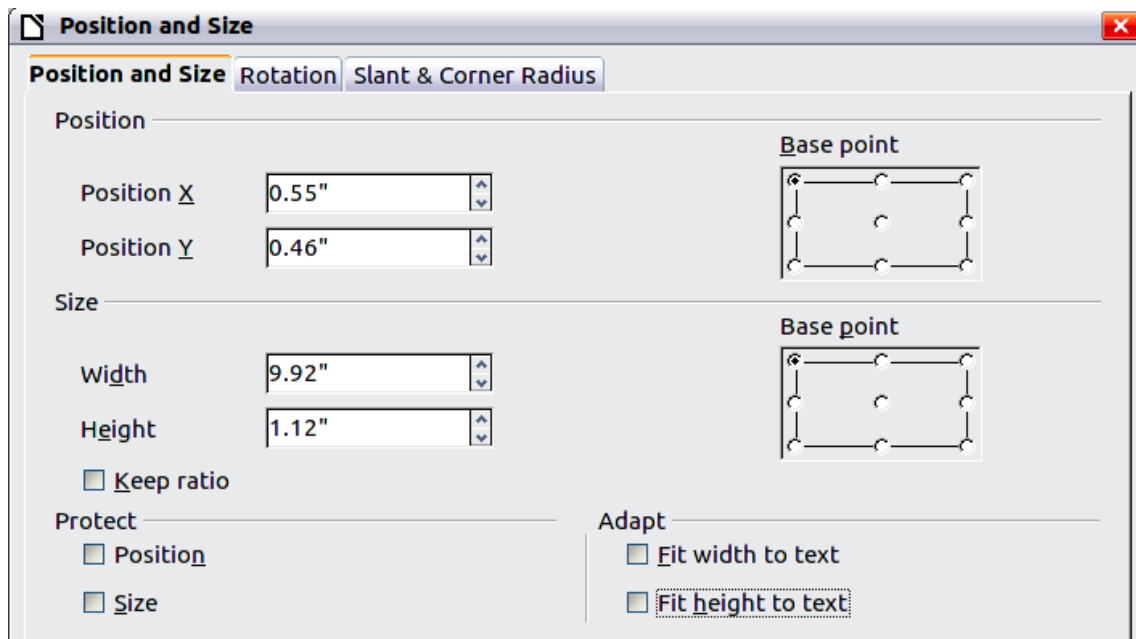 Position and Size
Position and Size Rotation Slant & Corner Radius
Position
Base point
Position X 0.55"
Position Y 0.46"
Size
Base point
Width 9.92"
Height 1.12"
Keep ratio
Protect Adapt
Position Fit width to text
Size Fit height to text